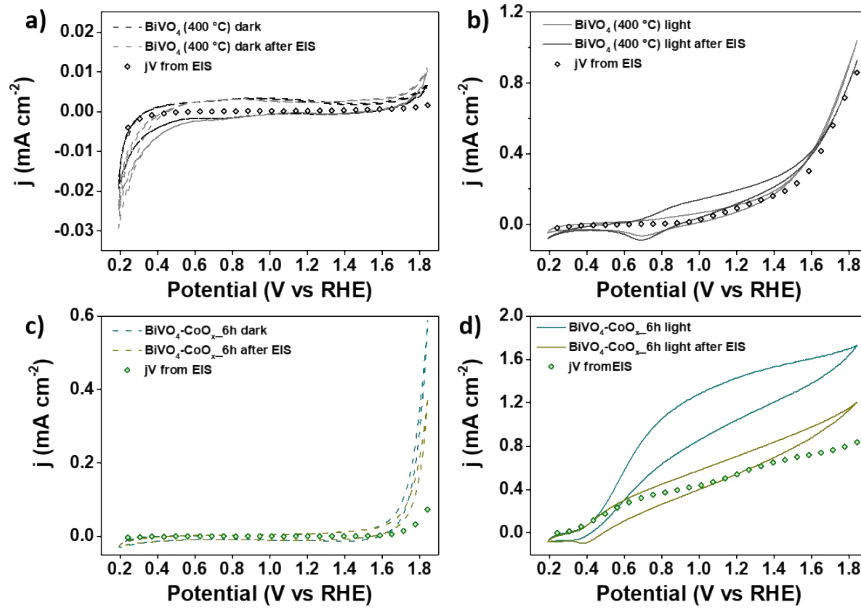 a)
BiVO₄ (400 °C) dark
BiVO₄ (400 °C) dark after EIS
jV from EIS
0.02
0.01
0.00
-0.01
-0.02
-0.03
j (mA cm⁻²)
0.2 0.4 0.6 0.8 1.0 1.2 1.4 1.6 1.8
Potential (V vs RHE)
b)
BiVO₄ (400 °C) light
BiVO₄ (400 °C) light after EIS
jV from EIS
1.2
0.8
0.4
0.0
j (mA cm⁻²)
0.2 0.4 0.6 0.8 1.0 1.2 1.4 1.6 1.8
Potential (V vs RHE)
c)
BiVO₄-CoOₓ_6h dark
BiVO₄-CoOₓ_6h after EIS
jV from EIS
0.6
0.4
0.2
0.0
j (mA cm⁻²)
0.2 0.4 0.6 0.8 1.0 1.2 1.4 1.6 1.8
Potential (V vs RHE)
d)
BiVO₄-CoOₓ_6h light
BiVO₄-CoOₓ_6h light after EIS
jV fromEIS
2.0
1.6
1.2
0.8
0.4
0.0
j (mA cm⁻²)
0.2 0.4 0.6 0.8 1.0 1.2 1.4 1.6 1.8
Potential (V vs RHE)